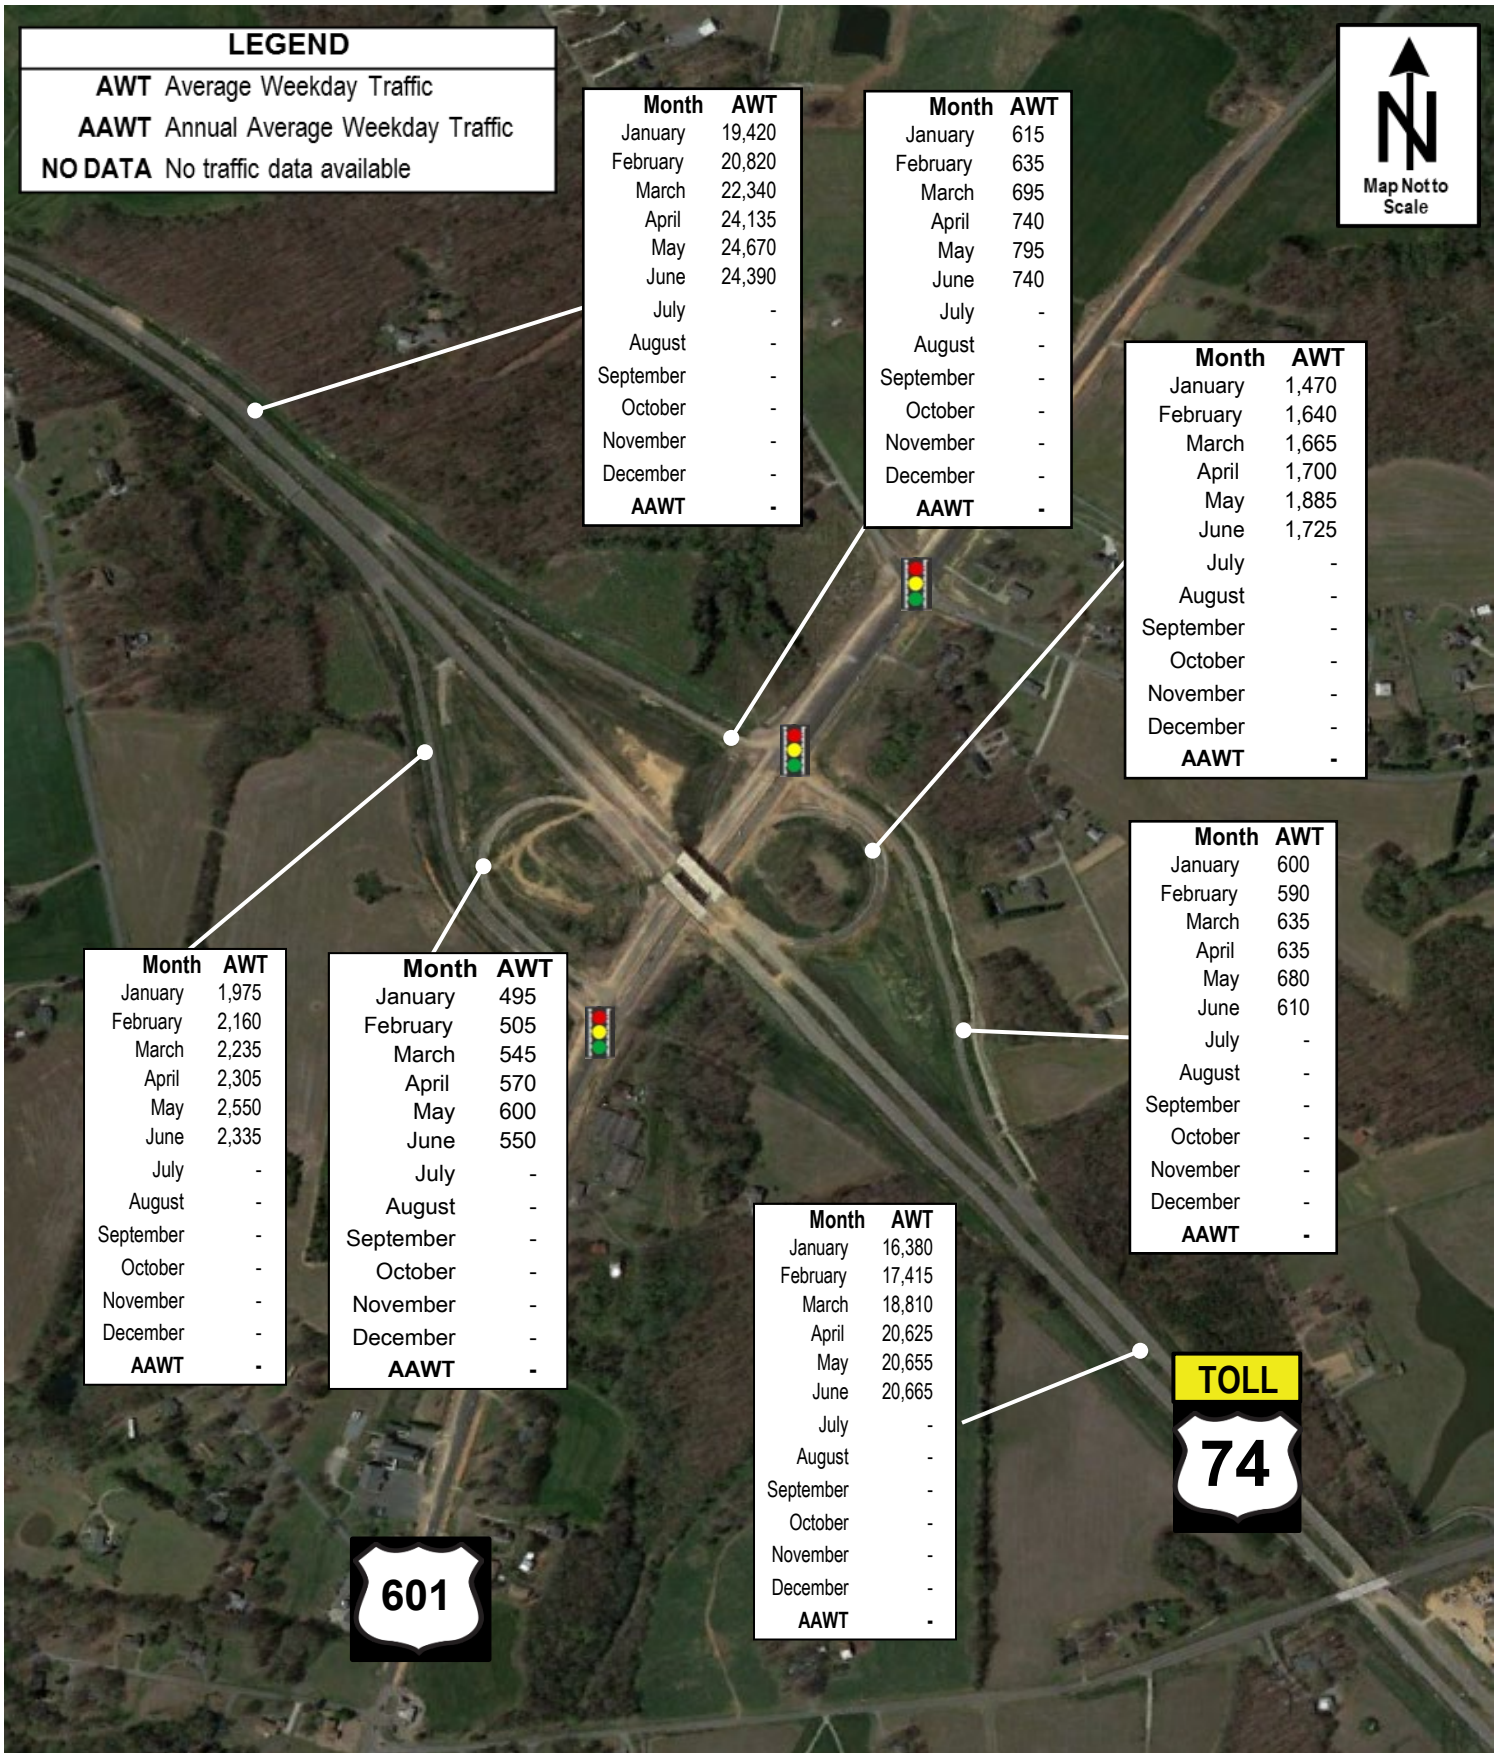 LEGEND
AWT Average Weekday Traffic
AAWT Annual Average Weekday Traffic
NO DATA No traffic data available
N
Map Not to
Scale
Month AWT
January 19,420
February 20,820
March 22,340
April 24,135
May 24,670
June 24,390
July -
August -
September -
October -
November -
December -
AAWT -
Month AWT
January 615
February 635
March 695
April 740
May 795
June 740
July -
August -
September -
October -
November -
December -
AAWT -
Month AWT
January 1,470
February 1,640
March 1,665
April 1,700
May 1,885
June 1,725
July -
August -
September -
October -
November -
December -
AAWT -
Month AWT
January 600
February 590
March 635
April 635
May 680
June 610
July -
August -
September -
October -
November -
December -
AAWT -
Month AWT
January 1,975
February 2,160
March 2,235
April 2,305
May 2,550
June 2,335
July -
August -
September -
October -
November -
December -
AAWT -
Month AWT
January 495
February 505
March 545
April 570
May 600
June 550
July -
August -
September -
October -
November -
December -
AAWT -
Month AWT
January 16,380
February 17,415
March 18,810
April 20,625
May 20,655
June 20,665
July -
August -
September -
October -
November -
December -
AAWT -
TOLL
74
601